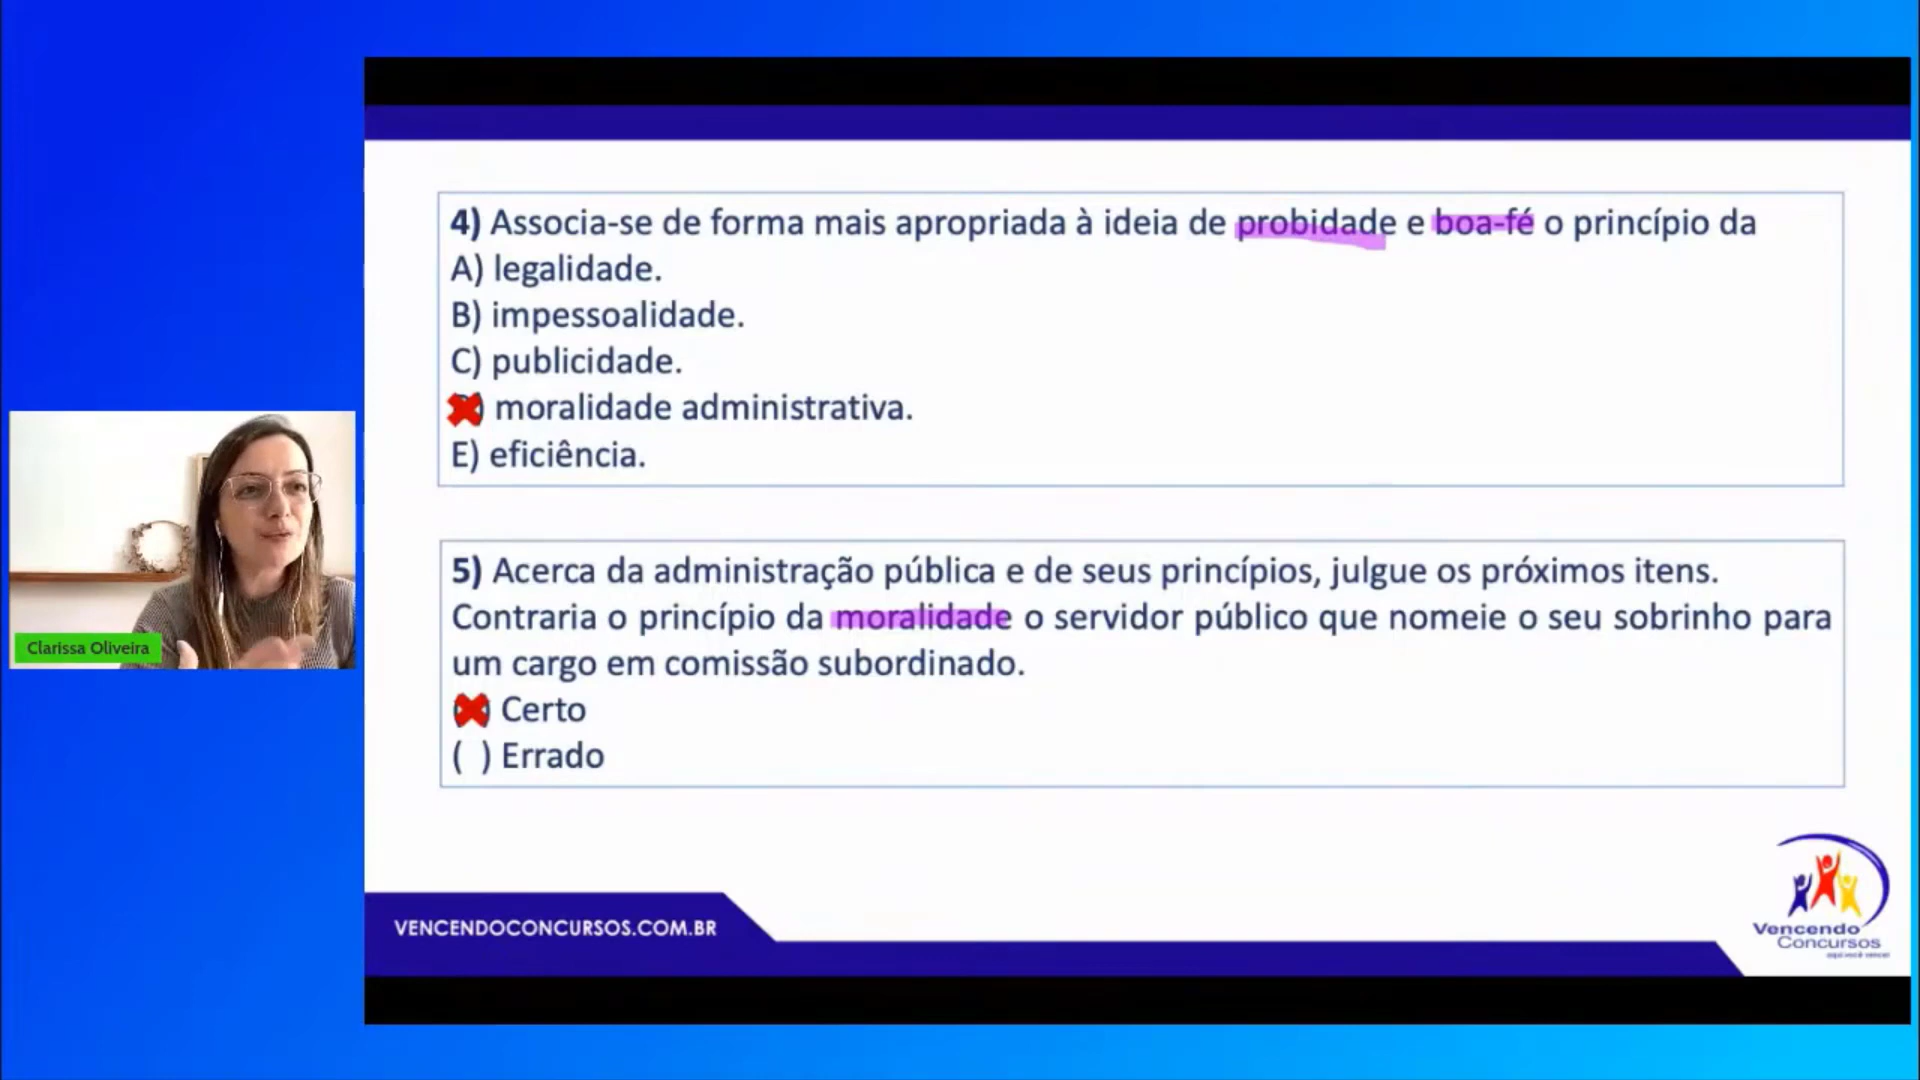 4) Associa-se de forma mais apropriada à ideia de probidade e boa-fé o princípio da
A) legalidade.
B) impessoalidade.
C) publicidade.
) moralidade administrativa.
E) eficiência.
5) Acerca da administração pública e de seus princípios, julgue os próximos itens.
Contraria o princípio da moralidade o servidor público que nomeie o seu sobrinho para
um cargo em comissão subordinado.
Certo
( ) Errado
Clarissa Oliveira
VENCENDOCONCURSOS.COM.BR
Vencendo
Concursos
aqui você vence!